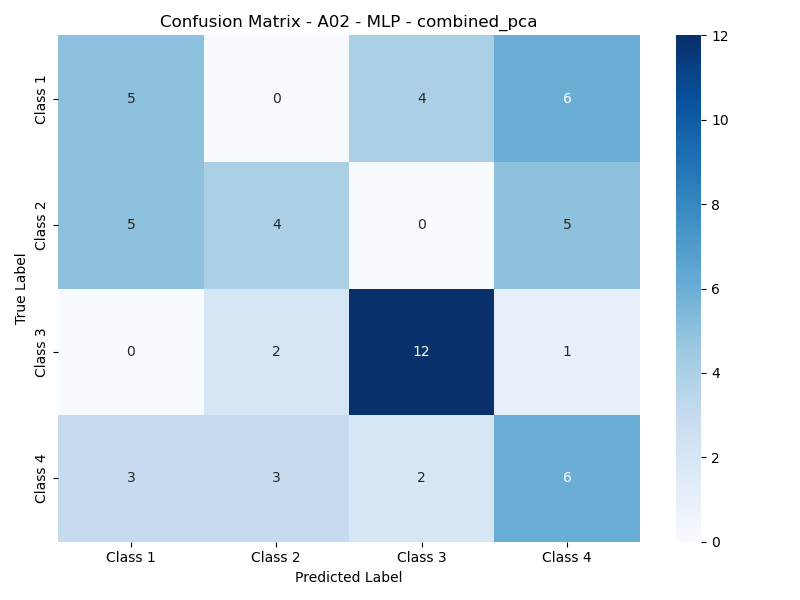 Confusion Matrix - A02 - MLP - combined_pca
True Label
Class 1
5 0 4 6
Class 2
5 4 0 5
Class 3
0 2 12 1
Class 4
3 3 2 6
Class 1 Class 2 Class 3 Class 4
Predicted Label
12
10
8
6
4
2
0